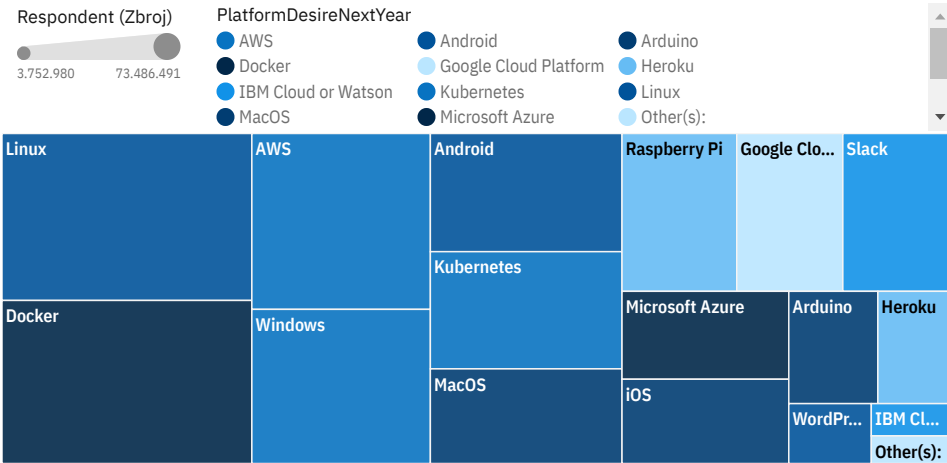 Respondent (Zbroj)
3.752.980 73.486.491
PlatformDesireNextYear
AWS Android Arduino
Docker Google Cloud Platform Heroku
IBM Cloud or Watson Kubernetes Linux
MacOS Microsoft Azure Other(s):
Linux
AWS
Android
Raspberry Pi
Google Clo...
Slack
Kubernetes
Docker
Windows
Microsoft Azure
Arduino
Heroku
MacOS
iOS
WordPr...
IBM Cl...
Other(s):